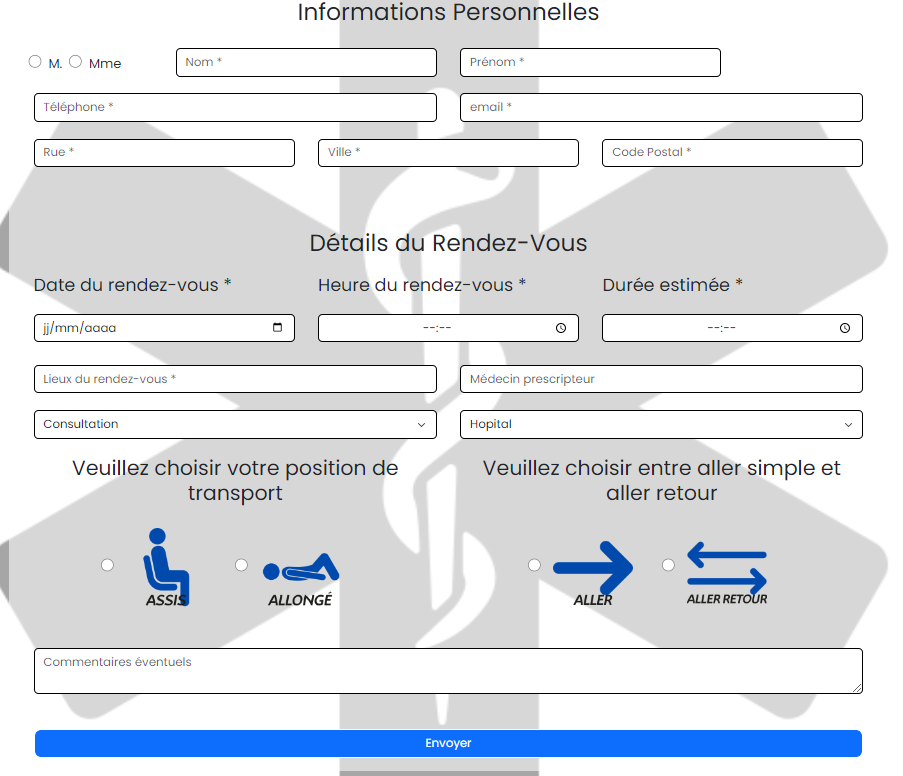 Informations Personnelles
M. Mme Nom * Prénom *
Téléphone * email *
Rue * Ville * Code Postal *
Détails du Rendez-Vous
Date du rendez-vous * Heure du rendez-vous * Durée estimée *
jj/mm/aaaa --:-- --:--
Lieux du rendez-vous * Médecin prescripteur
Consultation Hopital
Veuillez choisir votre position de
transport
Veuillez choisir entre aller simple et
aller retour
ASSIS ALLONGÉ ALLER ALLER RETOUR
Commentaires éventuels
Envoyer